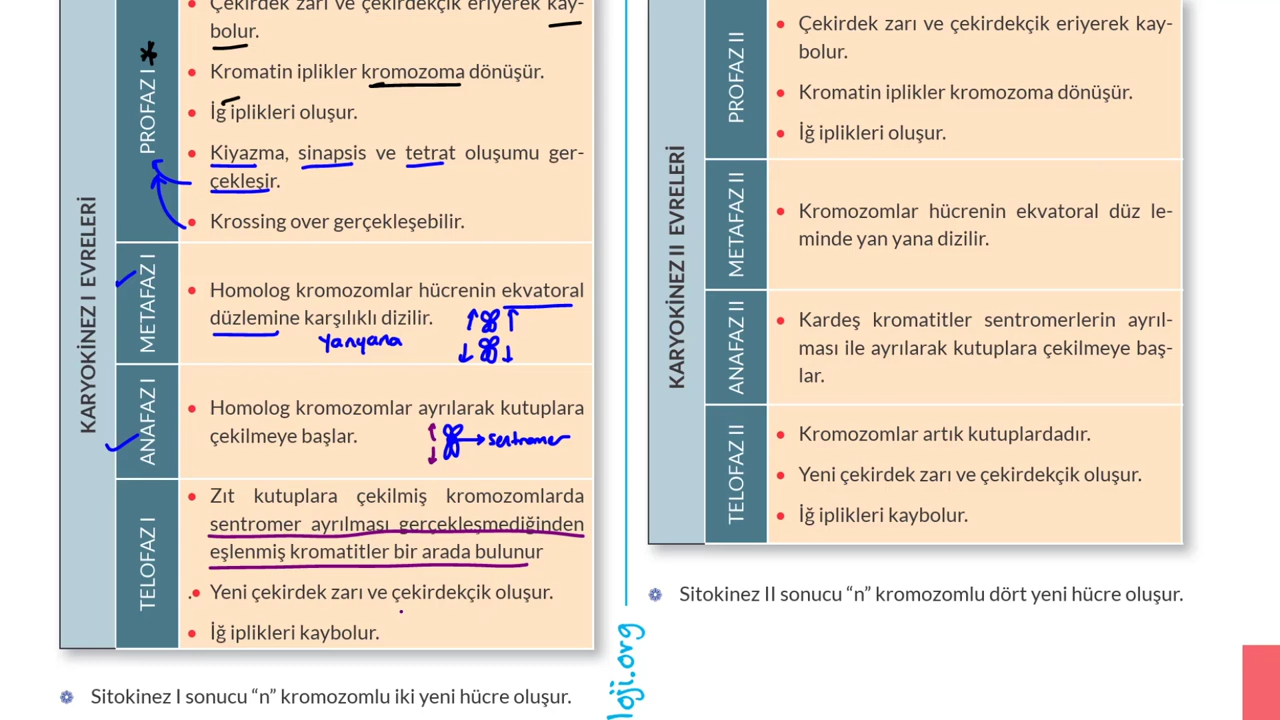 KARYOKİNEZ I EVRELERİ
PROFAZ I *
Çekirdek zarı ve çekirdekçik eriyerek kay-
bolur.
Kromatin iplikler kromozoma dönüşür.
İğ iplikleri oluşur.
Kiyazma, sinapsis ve tetrat oluşumu ger-
çekleşir.
Krossing over gerçekleşebilir.
METAFAZ I
Homolog kromozomlar hücrenin ekvatoral
düzlemine karşılıklı dizilir.
Yanyana
ANAFAZ I
Homolog kromozomlar ayrılarak kutuplara
çekilmeye başlar.
sentromer
TELOFAZ I
Zıt kutuplara çekilmiş kromozomlarda
sentromer ayrılması gerçekleşmediğinden
eşlenmiş kromatitler bir arada bulunur
Yeni çekirdek zarı ve çekirdekçik oluşur.
İğ iplikleri kaybolur.
Sitokinez I sonucu “n” kromozomlu iki yeni hücre oluşur.
loji.org
KARYOKİNEZ II EVRELERİ
PROFAZ II
Çekirdek zarı ve çekirdekçik eriyerek kay-
bolur.
Kromatin iplikler kromozoma dönüşür.
İğ iplikleri oluşur.
METAFAZ II
Kromozomlar hücrenin ekvatoral düz le-
minde yan yana dizilir.
ANAFAZ II
Kardeş kromatitler sentromerlerin ayrıl-
ması ile ayrılarak kutuplara çekilmeye baş-
lar.
TELOFAZ II
Kromozomlar artık kutuplardadır.
Yeni çekirdek zarı ve çekirdekçik oluşur.
İğ iplikleri kaybolur.
Sitokinez II sonucu “n” kromozomlu dört yeni hücre oluşur.